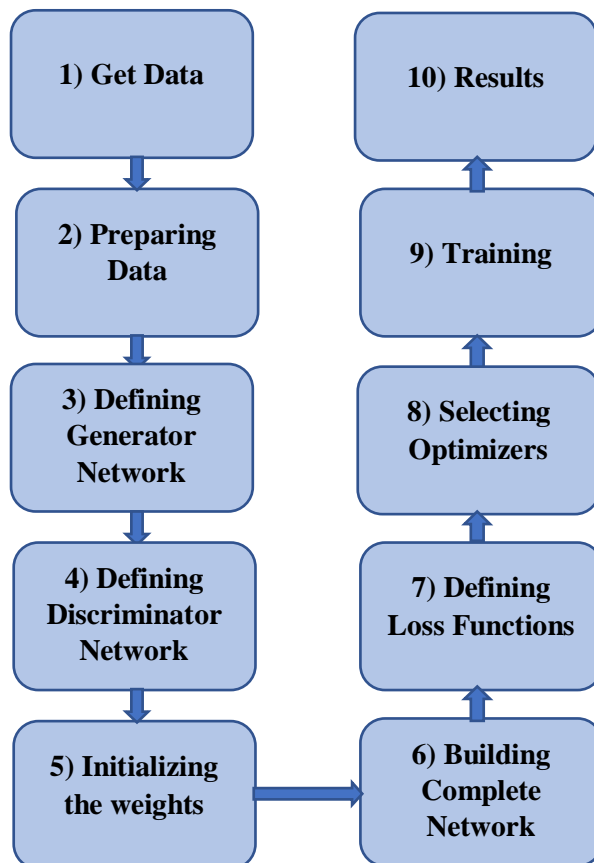 1) Get Data
2) Preparing
Data
3) Defining
Generator
Network
4) Defining
Discriminator
Network
5) Initializing
the weights
6) Building
Complete
Network
7) Defining
Loss Functions
8) Selecting
Optimizers
9) Training
10) Results